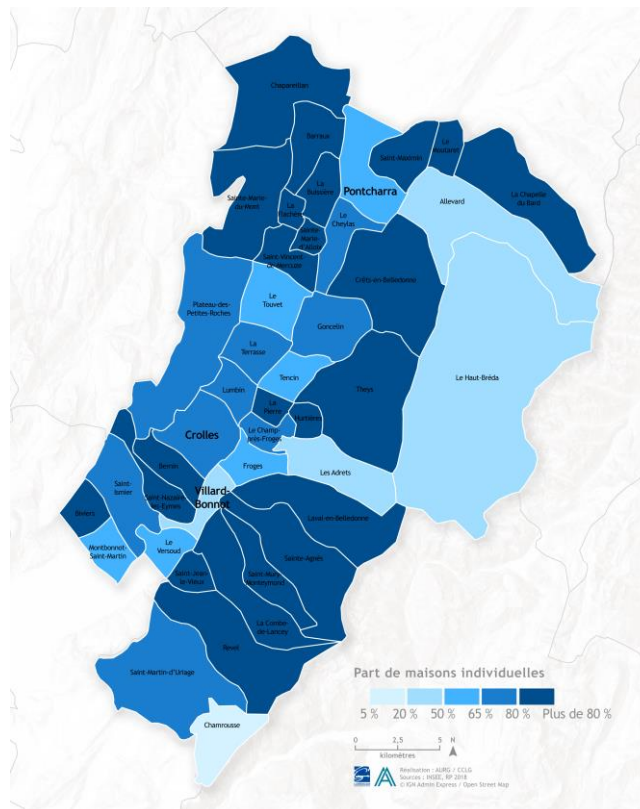 Chapareillan
Barraux
Le
Moutaret
Saint-Maximin
La
Buissière
Pontcharra
La Chapelle
du Bard
Sainte-Marie-
du-Mont
Allevard
La
Flachère
Le
Cheylas
Sainte-
Marie-
d'Alloix
Saint-Vincent-
de-Mercuze
Crêts-en-Belledonne
Le
Touvet
Plateau-des-
Petites-Roches
Goncelin
La
Terrasse
Le Haut-Bréda
Tencin
Theys
Lumbin
La
Pierre
Hurtières
Crolles
Le Champ-
près-Froges
Bernin
Froges
Les Adrets
Saint-
Ismier
Villard-
Bonnot
Saint-Nazaire-
les-Eymes
Biviers
Laval-en-Belledonne
Le
Versoud
Montbonnot-
Saint-Martin
Sainte-Agnès
Saint-Jean-
le-Vieux
Saint-Mury-
Monteymond
La Combe-
de-Lancey
Revel
Saint-Martin-d'Uriage
Chamrousse
Part de maisons individuelles
5 % 20 % 50 % 65 % 80 % Plus de 80 %
0 2,5 5 N
kilomètres
Réalisation : AURG / CCLG
Sources : INSEE, RP 2018
© IGN Admin Express / Open Street Map